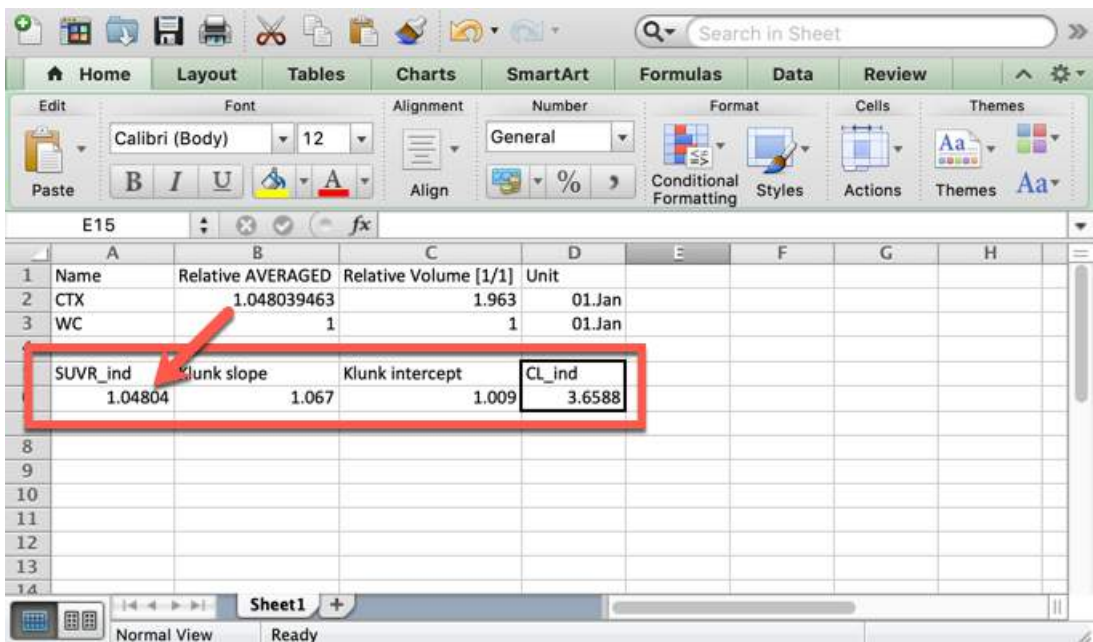 Search in Sheet
Home Layout Tables Charts SmartArt Formulas Data Review
Edit Font Alignment Number Format Cells Themes
Calibri (Body) 12 General
Paste B I U A Align % Conditional Formatting Styles Actions Aa Themes Aa
E15 fx
A B C D E F G H
1 Name Relative AVERAGED Relative Volume [1/1] Unit
2 CTX 1.048039463 1.963 01.Jan
3 WC 1 1 01.Jan
SUVR_ind Klunk slope Klunk intercept CL_ind
1.04804 1.067 1.009 3.6588
8
9
10
11
12
13
14
Sheet1 +
Normal View Ready